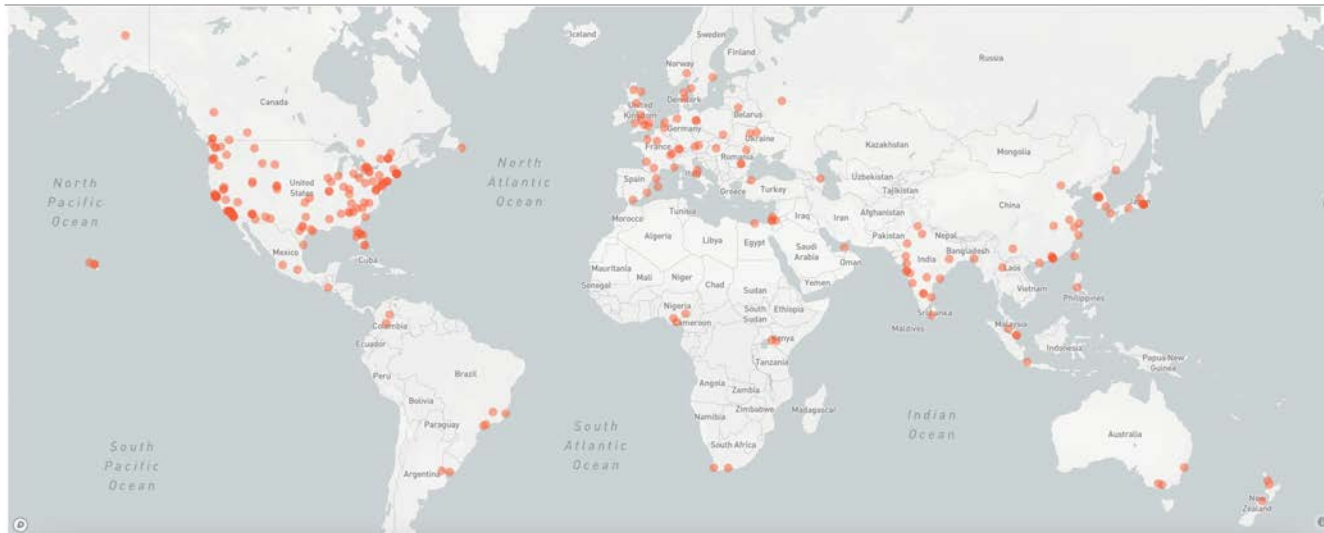 Iceland
Sweden
Finland
Norway
Russia
Canada
United
Kingdom
Denmark
Belarus
Germany
Ukraine
France
Romania
Kazakhstan
Mongolia
North
Pacific
Ocean
United
States
North
Atlantic
Ocean
Spain
Greece
Turkey
Uzbekistan
Tajikistan
China
Morocco
Tunisia
Iraq
Iran
Afghanistan
Pakistan
Nepal
Algeria
Libya
Egypt
Saudi
Arabia
Oman
India
Bangladesh
Mexico
Cuba
Mauritania
Mali
Niger
Chad
Sudan
Yemen
Laos
Vietnam
Senegal
Nigeria
South
Sudan
Ethiopia
Philippines
Cameroon
Sri Lanka
Maldives
Malaysia
Colombia
Ecuador
Kenya
Tanzania
Indonesia
Papua New
Guinea
Peru
Brazil
Bolivia
Angola
Zambia
Zimbabwe
Madagascar
Paraguay
Namibia
South
Pacific
Ocean
South
Atlantic
Ocean
Indian
Ocean
South Africa
Australia
Argentina
New
Zealand